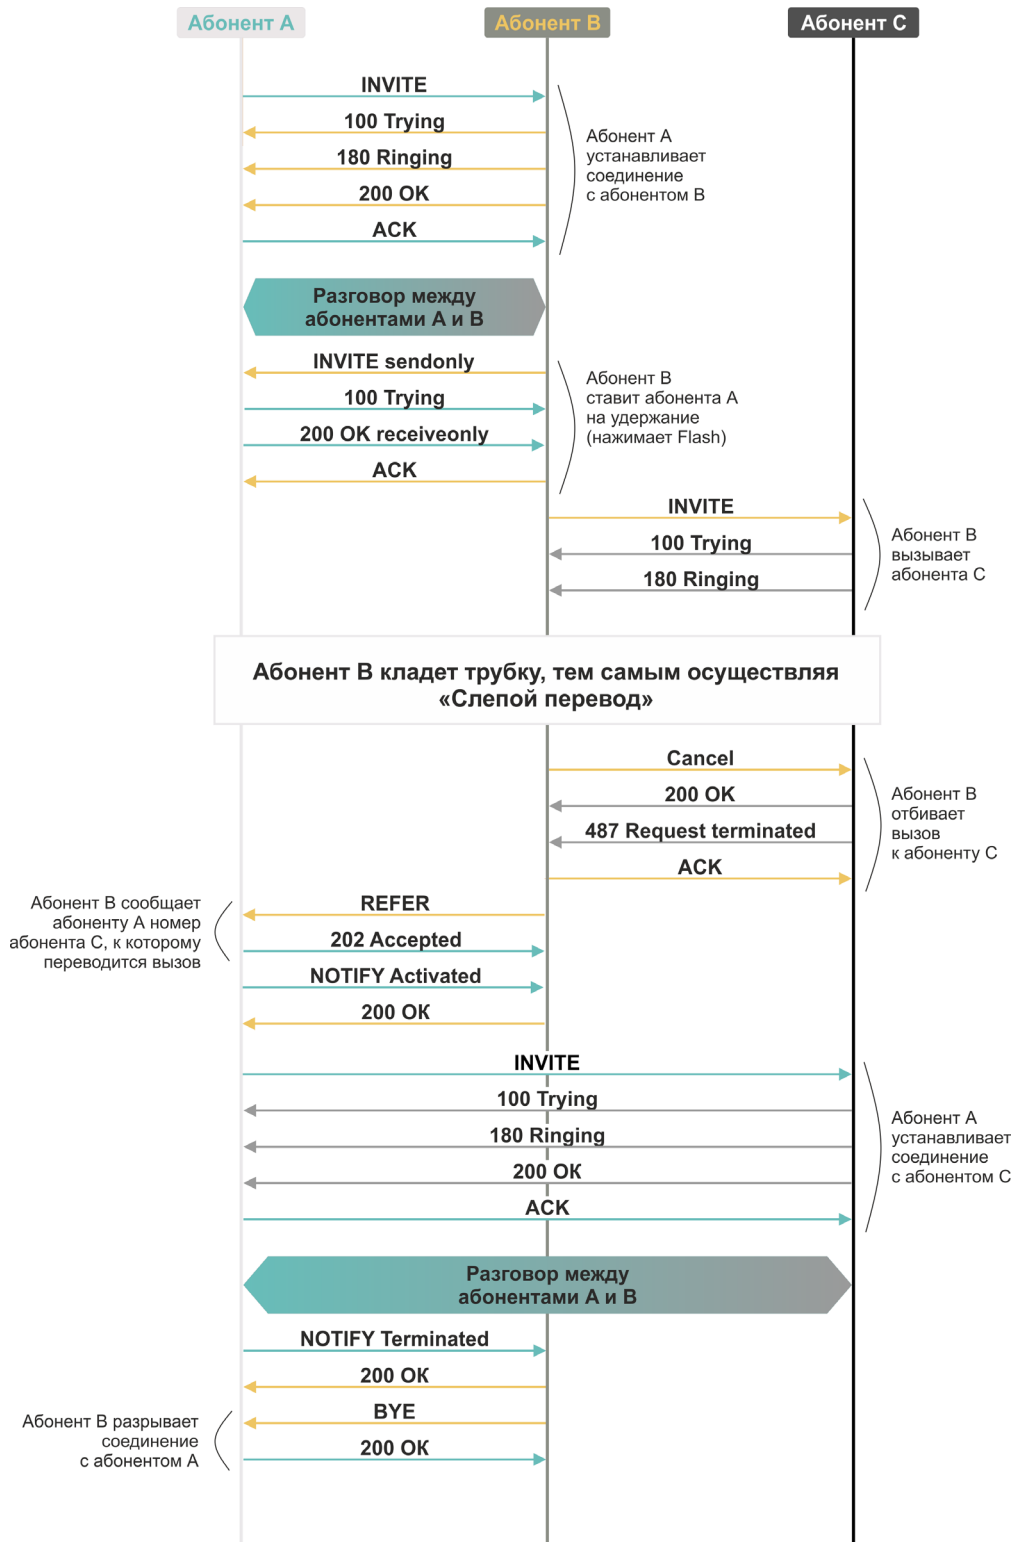 Абонент А
Абонент В
Абонент С
INVITE
100 Trying
180 Ringing
200 OK
ACK
Абонент А
устанавливает
соединение
с абонентом В
Разговор между
абонентами А и В
INVITE sendonly
100 Trying
200 OK receiveonly
ACK
Абонент В
ставит абонента А
на удержание
(нажимает Flash)
INVITE
100 Trying
180 Ringing
Абонент В
вызывает
абонента С
Абонент В кладет трубку, тем самым осуществляя
«Слепой перевод»
Cancel
200 OK
487 Request terminated
ACK
Абонент В
отбивает
вызов
к абоненту С
Абонент В сообщает
абоненту А номер
абонента С, к которому
переводится вызов
REFER
202 Accepted
NOTIFY Activated
200 ОК
INVITE
100 Trying
180 Ringing
200 ОК
ACK
Абонент А
устанавливает
соединение
с абонентом С
Разговор между
абонентами А и В
NOTIFY Terminated
200 ОК
BYE
200 ОК
Абонент В разрывает
соединение
с абонентом А